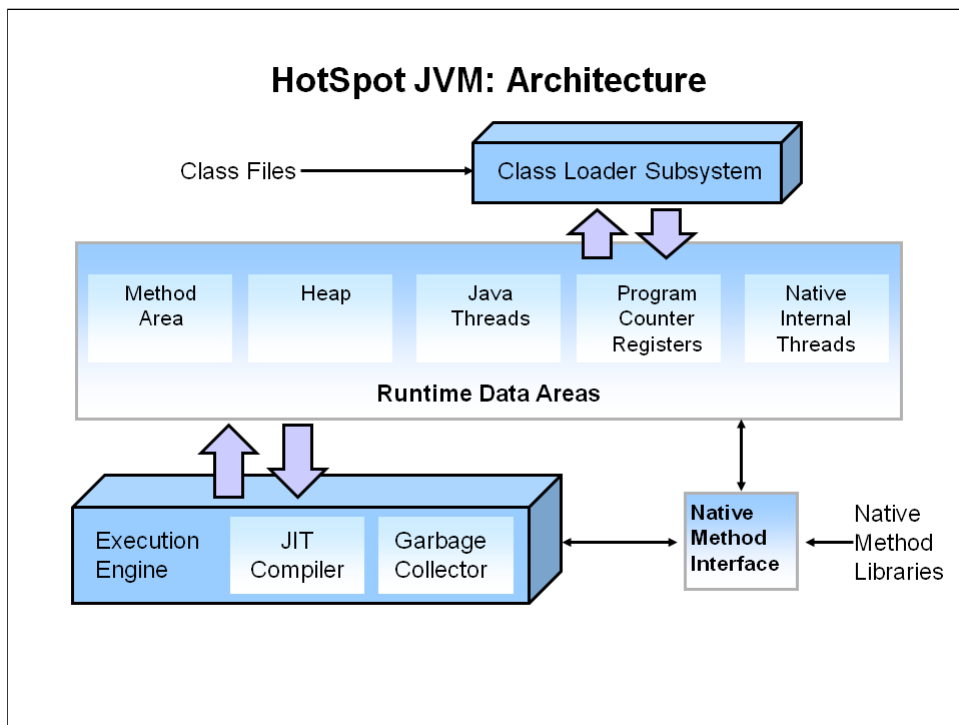 HotSpot JVM: Architecture
Class Files
Class Loader Subsystem
Method
Area
Heap
Java
Threads
Program
Counter
Registers
Native
Internal
Threads
Runtime Data Areas
Execution
Engine
JIT
Compiler
Garbage
Collector
Native
Method
Interface
Native
Method
Libraries